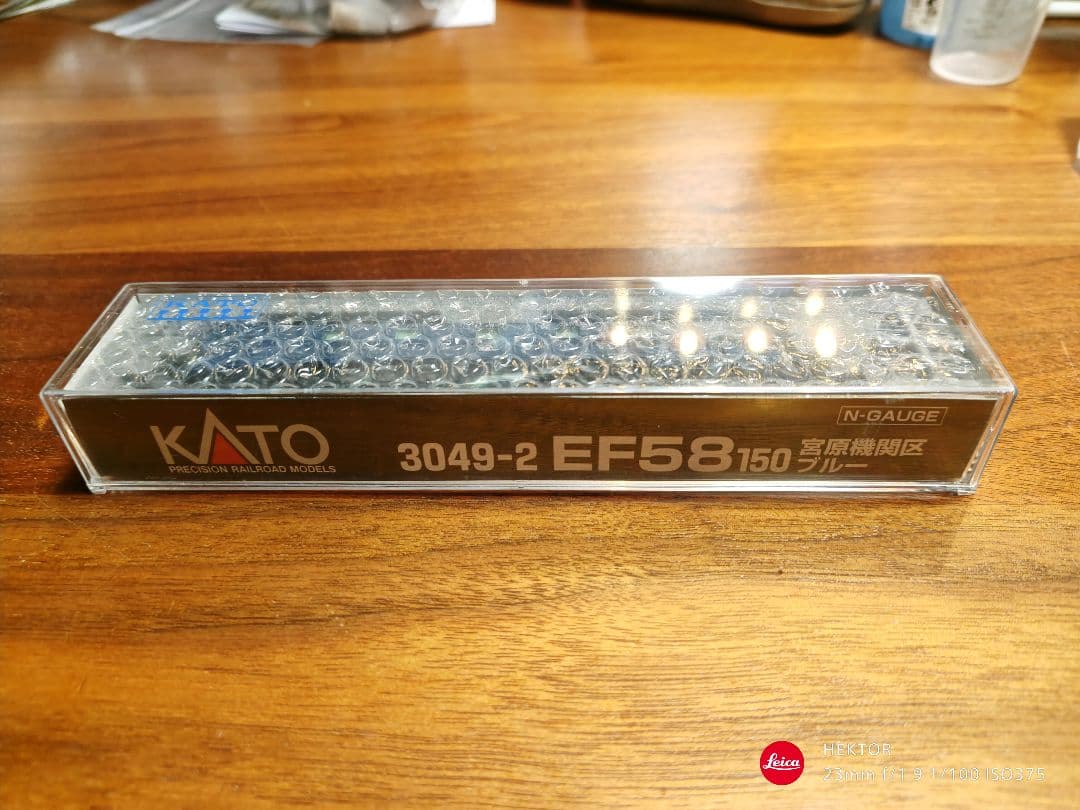 KATO
N-GAUGE
KATO
PRECISION RAILROAD MODELS
3049-2 EF58 150 宮原機関区
ブルー
Leica
HEKTOR
23mm f/1.9 1/100 ISO375